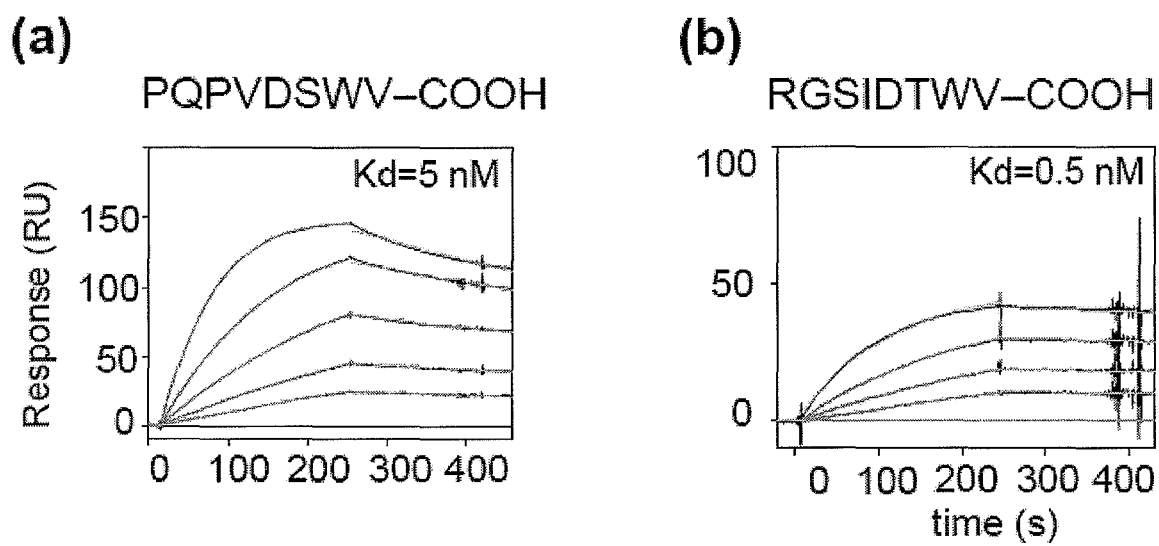 (a)
PQPVDSWV–COOH
Kd=5 nM
Response (RU)
150
100
50
0
0 100 200 300 400
(b)
RGSIDTWV–COOH
Kd=0.5 nM
100
50
0
0 100 200 300 400
time (s)